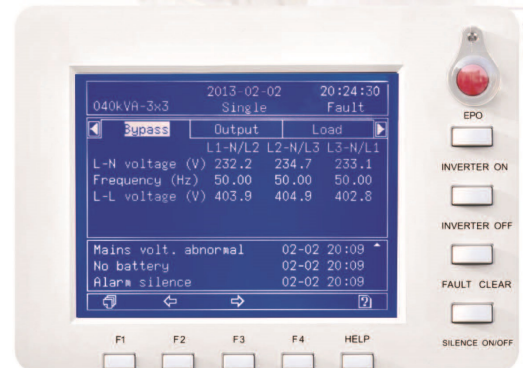 2013-02-02 20:24:30
040kVA-3x3 Single Fault
Bypass Output Load
L1-N/L2 L2-N/L3 L3-N/L1
L-N voltage (V) 232.2 234.7 233.1
Frequency (Hz) 50.00 50.00 50.00
L-L voltage (V) 403.9 404.9 402.8
Mains volt. abnormal 02-02 20:09
No battery 02-02 20:09
Alarm silence 02-02 20:09
?
F1 F2 F3 F4 HELP
EPO
INVERTER ON
INVERTER OFF
FAULT CLEAR
SILENCE ON/OFF